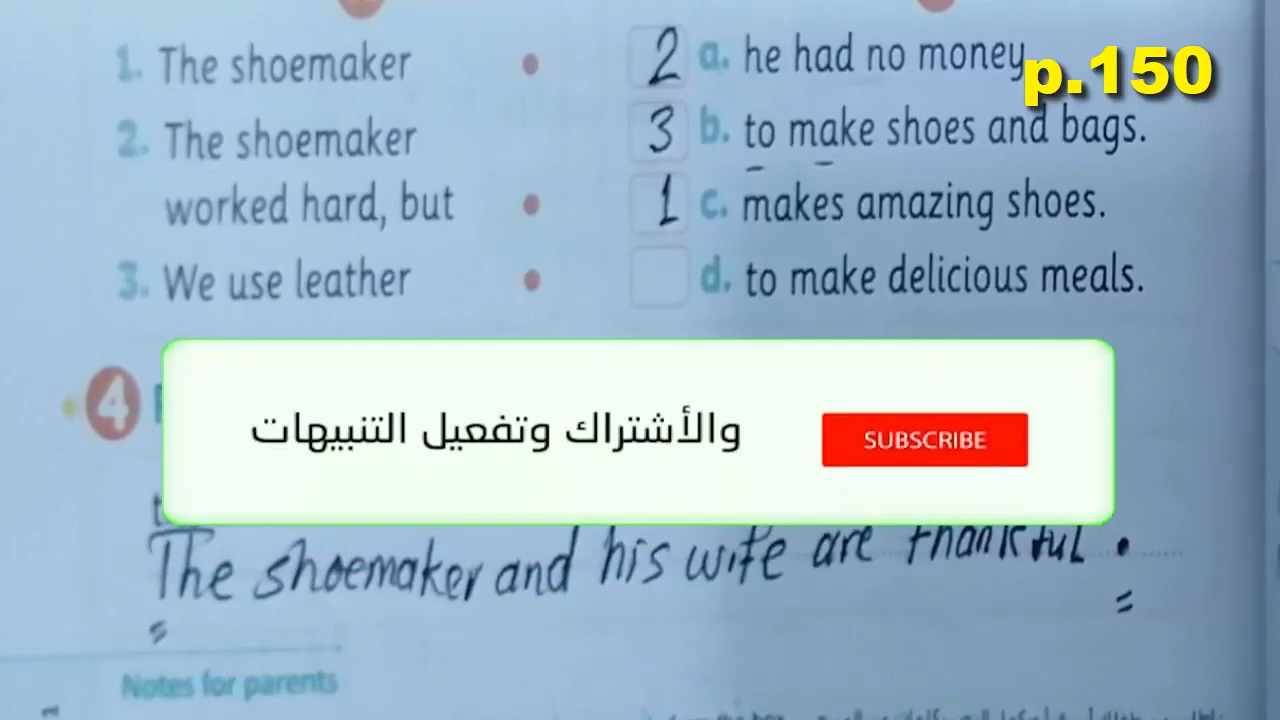 1. The shoemaker
2 a. he had no money
p.150
2. The shoemaker
3 b. to make shoes and bags.
worked hard, but
1 c. makes amazing shoes.
3. We use leather
d. to make delicious meals.
4
والأشتراك وتفعيل التنبيهات
SUBSCRIBE
The shoemaker and his wife are thankful .
Notes for parents